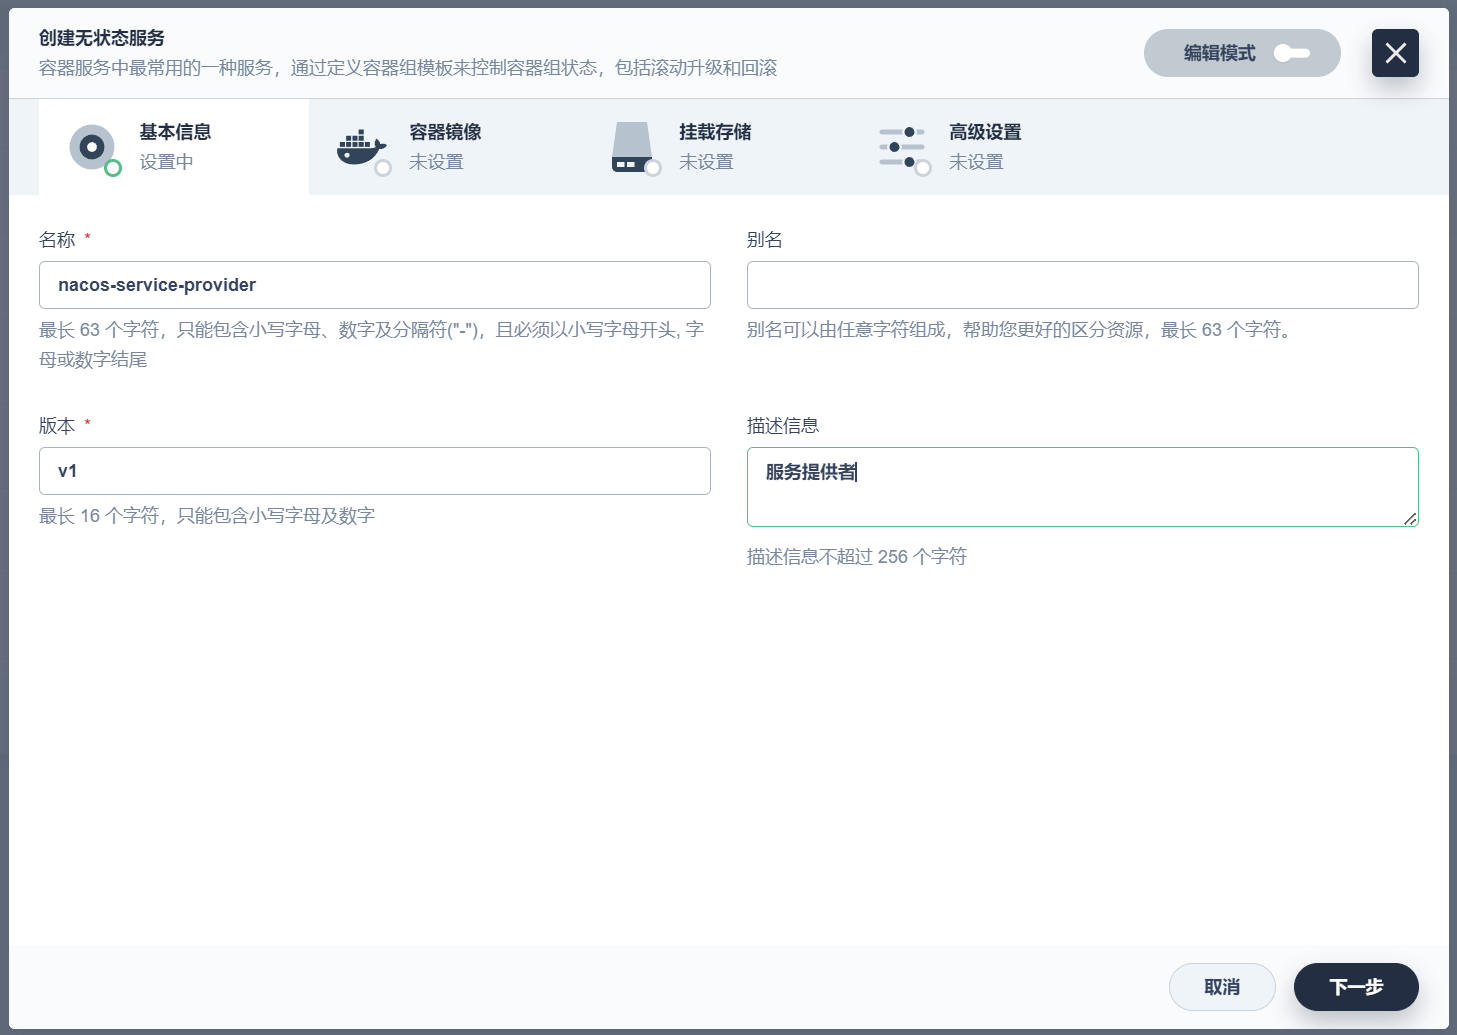 创建无状态服务
容器服务中最常用的一种服务，通过定义容器组模板来控制容器组状态，包括滚动升级和回滚
编辑模式
基本信息
设置中
容器镜像
未设置
挂载存储
未设置
高级设置
未设置
名称 *
nacos-service-provider
最长 63 个字符，只能包含小写字母、数字及分隔符("-")，且必须以小写字母开头, 字
母或数字结尾
别名
别名可以由任意字符组成，帮助您更好的区分资源，最长 63 个字符。
版本 *
v1
最长 16 个字符，只能包含小写字母及数字
描述信息
服务提供者
描述信息不超过 256 个字符
取消
下一步